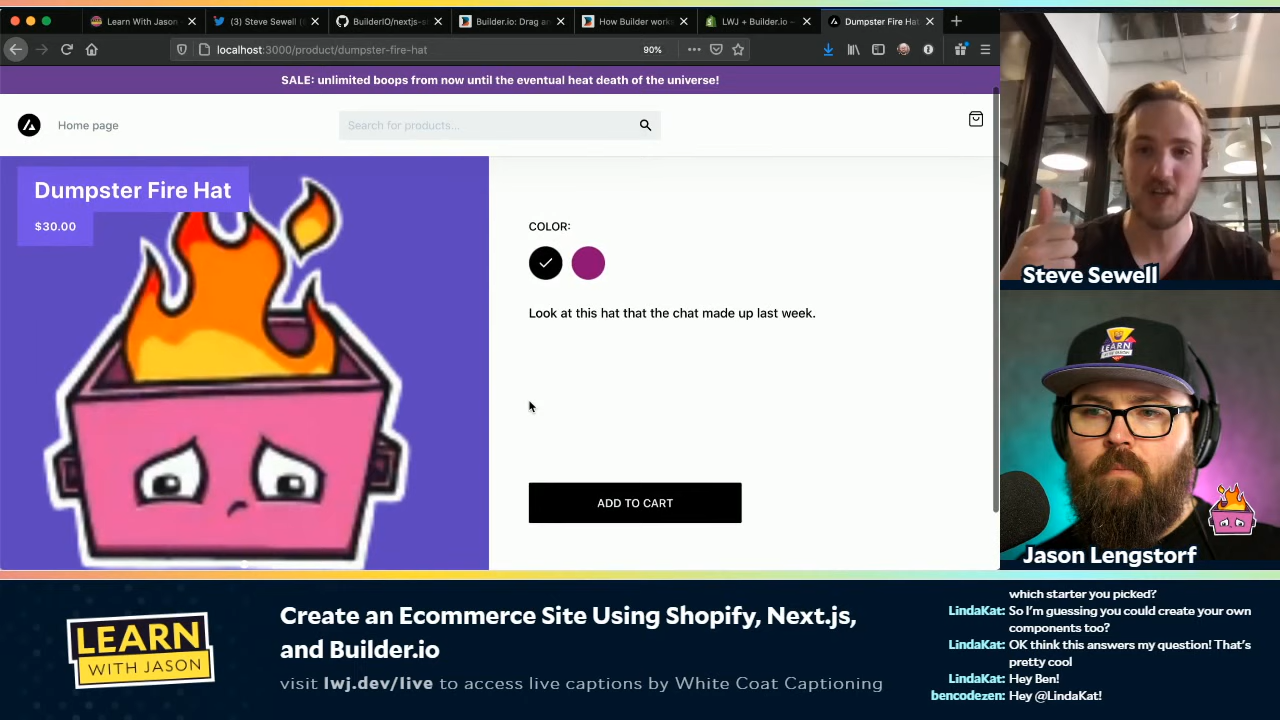 Learn With Jason
(3) Steve Sewell (
BuilderIO/nextjs-s
Builder.io: Drag an
How Builder works
LWJ + Builder.io –
Dumpster Fire Ha
localhost:3000/product/dumpster-fire-hat
90%
SALE: unlimited boops from now until the eventual heat death of the universe!
Home page
Search for products...
Dumpster Fire Hat
$30.00
COLOR:
Look at this hat that the chat made up last week.
ADD TO CART
Steve Sewell
LEARN
Jason Lengstorf
LEARN
WITH JASON
Create an Ecommerce Site Using Shopify, Next.js,
and Builder.io
visit lwj.dev/live to access live captions by White Coat Captioning
which starter you picked?
LindaKat: So I'm guessing you could create your own
components too?
LindaKat: OK think this answers my question! That's
pretty cool
LindaKat: Hey Ben!
bencodezen: Hey @LindaKat!